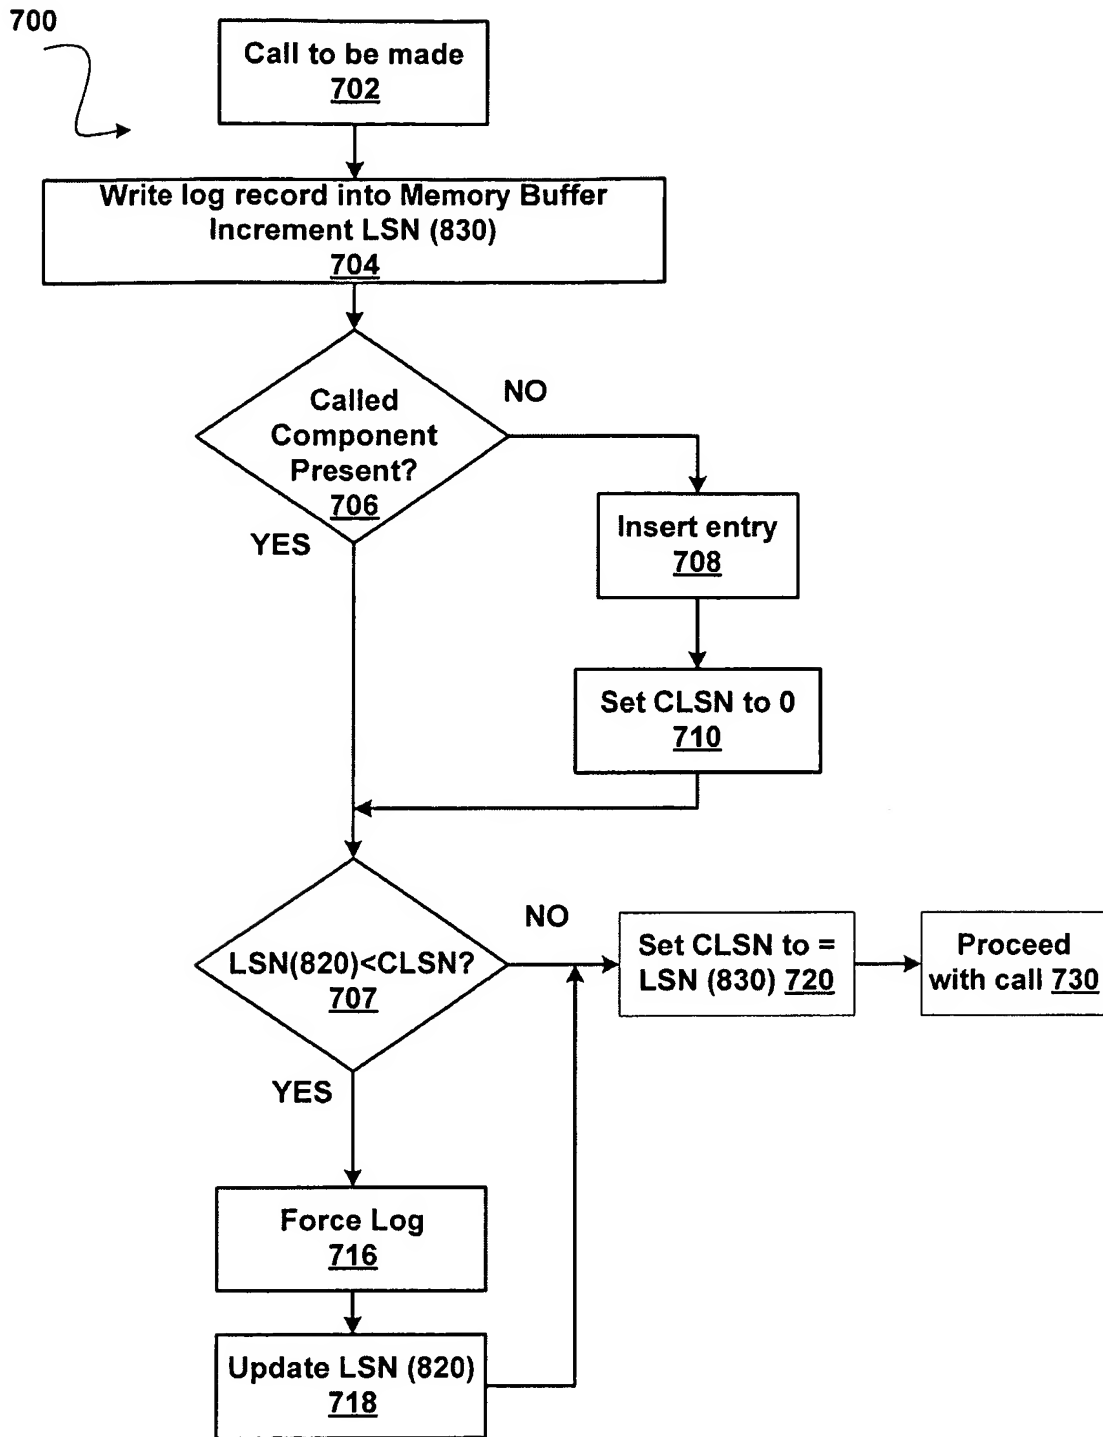 700
Call to be made
702
Write log record into Memory Buffer
Increment LSN (830)
704
Called
Component
Present?
706
NO
YES
Insert entry
708
Set CLSN to 0
710
LSN(820)<CLSN?
707
NO
YES
Set CLSN to =
LSN (830) 720
Proceed
with call 730
Force Log
716
Update LSN (820)
718